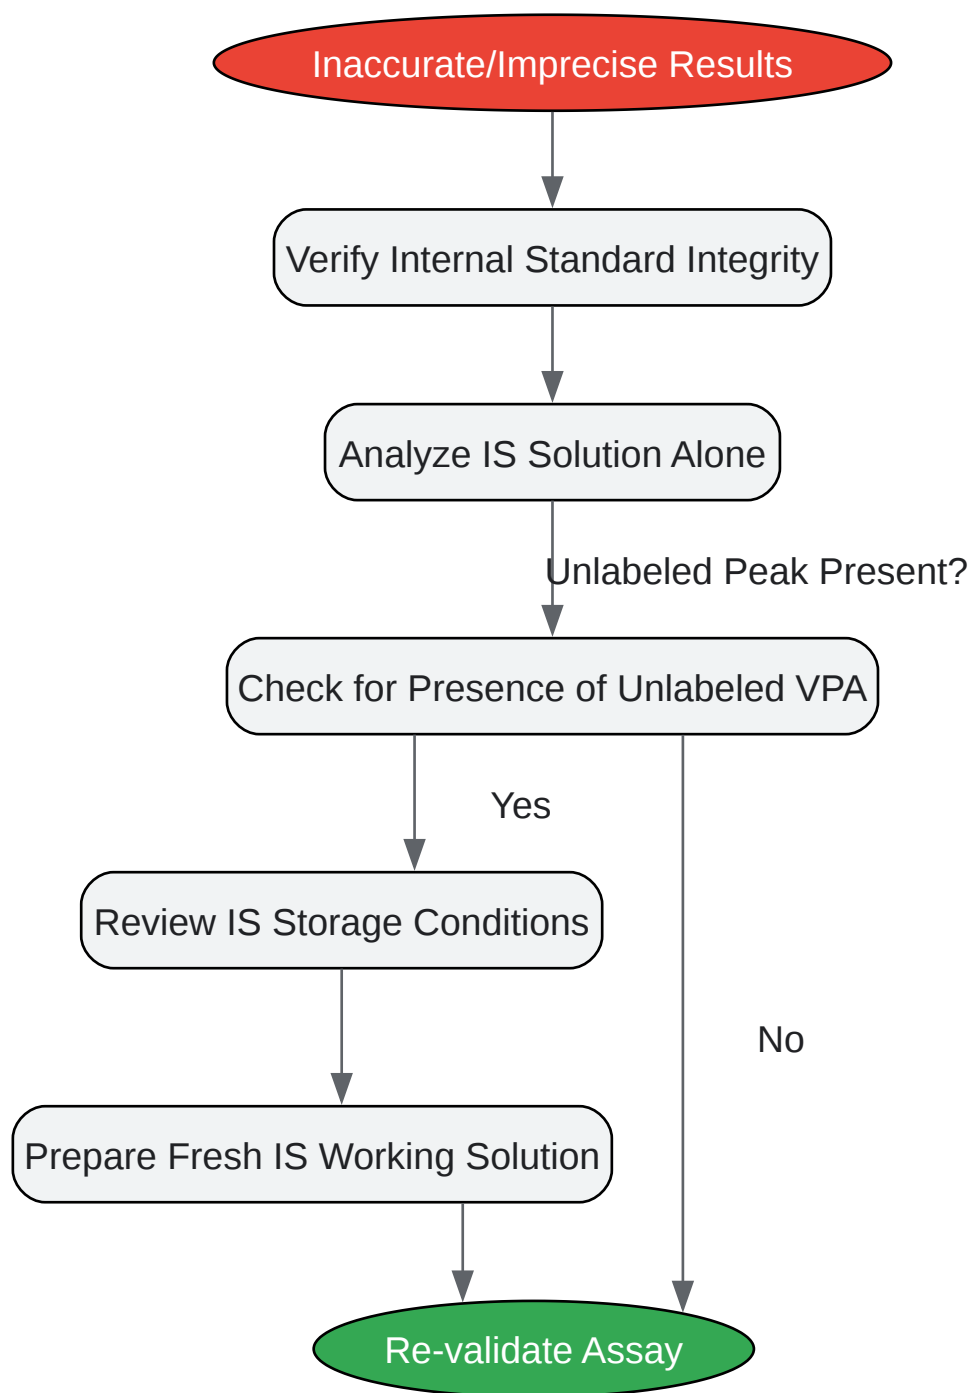 Inaccurate/Imprecise Results
Verify Internal Standard Integrity
Analyze IS Solution Alone
Unlabeled Peak Present?
Check for Presence of Unlabeled VPA
Yes
Review IS Storage Conditions
No
Prepare Fresh IS Working Solution
Re-validate Assay